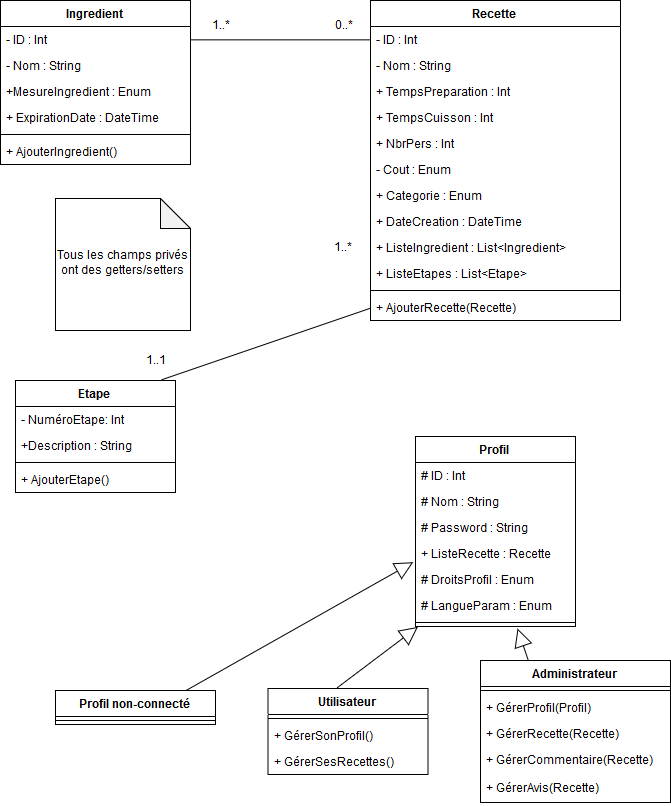 Ingredient
- ID : Int
- Nom : String
+MesureIngredient : Enum
+ ExpirationDate : DateTime
+ AjouterIngredient()
1..*
0..*
Recette
- ID : Int
- Nom : String
+ TempsPreparation : Int
+ TempsCuisson : Int
+ NbrPers : Int
- Cout : Enum
+ Categorie : Enum
+ DateCreation : DateTime
+ ListeIngredient : List<Ingredient>
+ ListeEtapes : List<Etape>
+ AjouterRecette(Recette)
Tous les champs privés
ont des getters/setters
1..*
1..1
Etape
- NuméroEtape: Int
+Description : String
+ AjouterEtape()
Profil
# ID : Int
# Nom : String
# Password : String
+ ListeRecette : Recette
# DroitsProfil : Enum
# LangueParam : Enum
Profil non-connecté
Utilisateur
+ GérerSonProfil()
+ GérerSesRecettes()
Administrateur
+ GérerProfil(Profil)
+ GérerRecette(Recette)
+ GérerCommentaire(Recette)
+ GérerAvis(Recette)